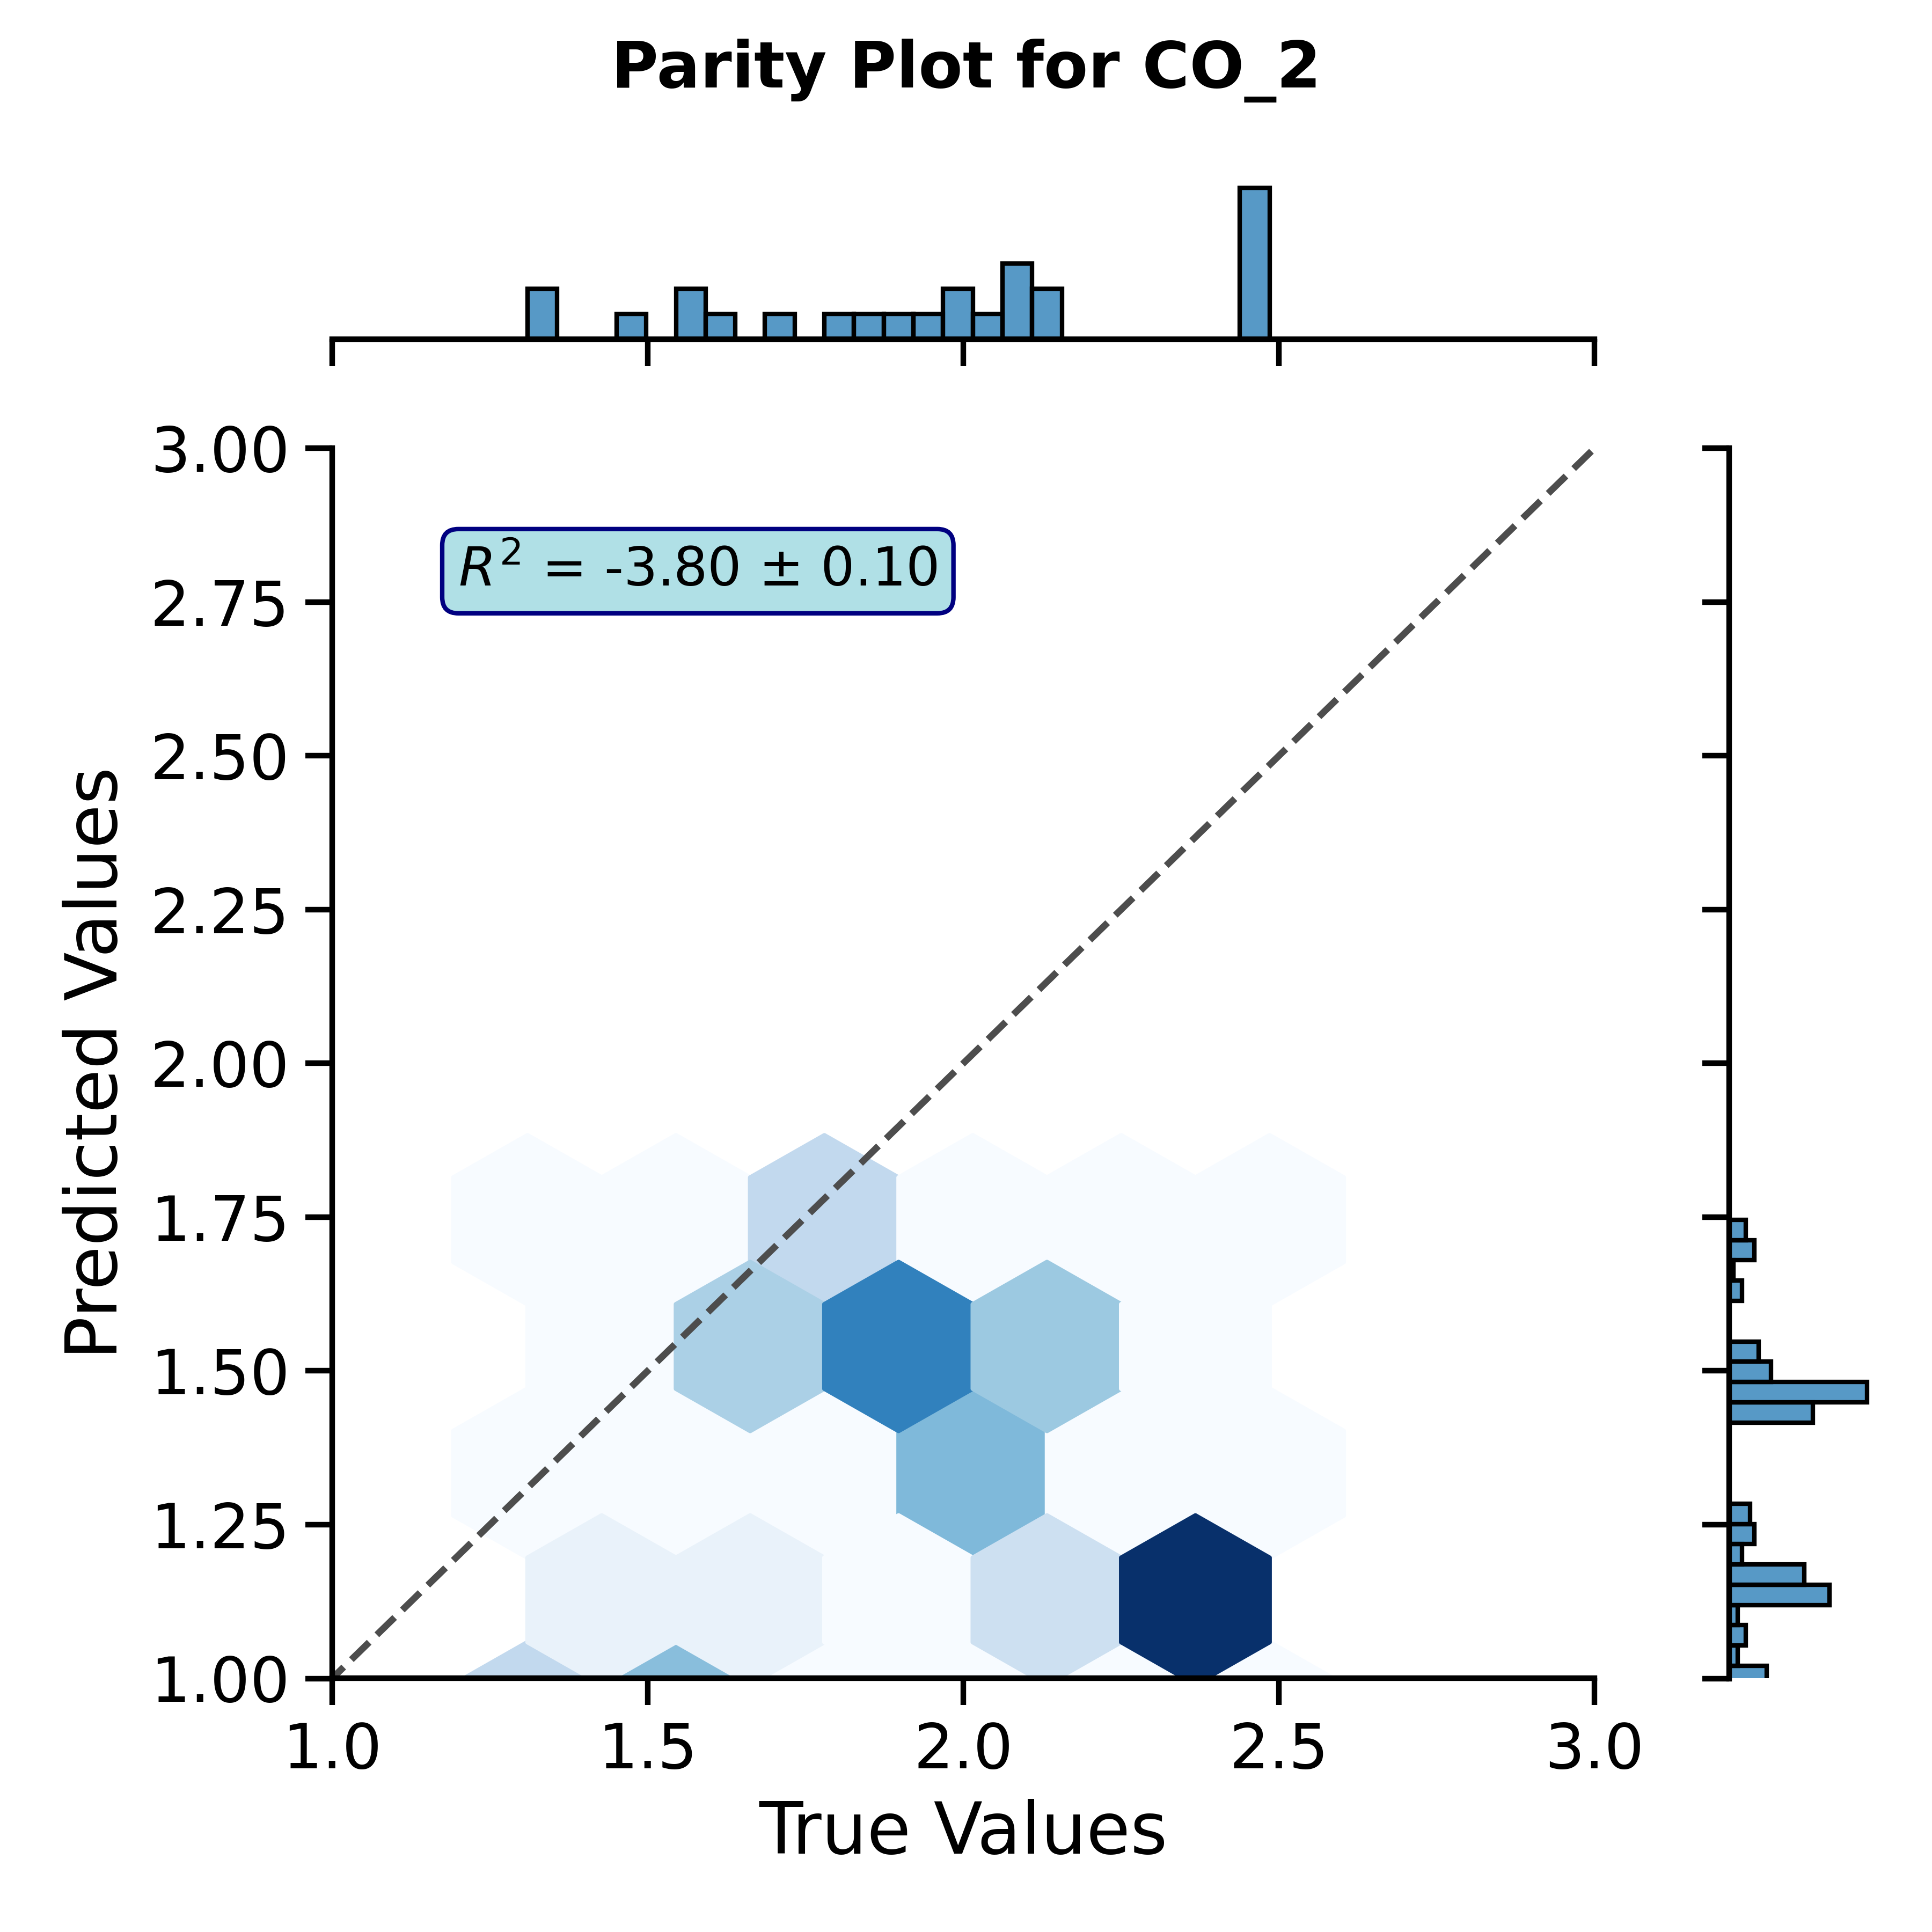 Parity Plot for CO_2
R² = -3.80 ± 0.10
Predicted Values
3.00
2.75
2.50
2.25
2.00
1.75
1.50
1.25
1.00
1.0 1.5 2.0 2.5 3.0
True Values